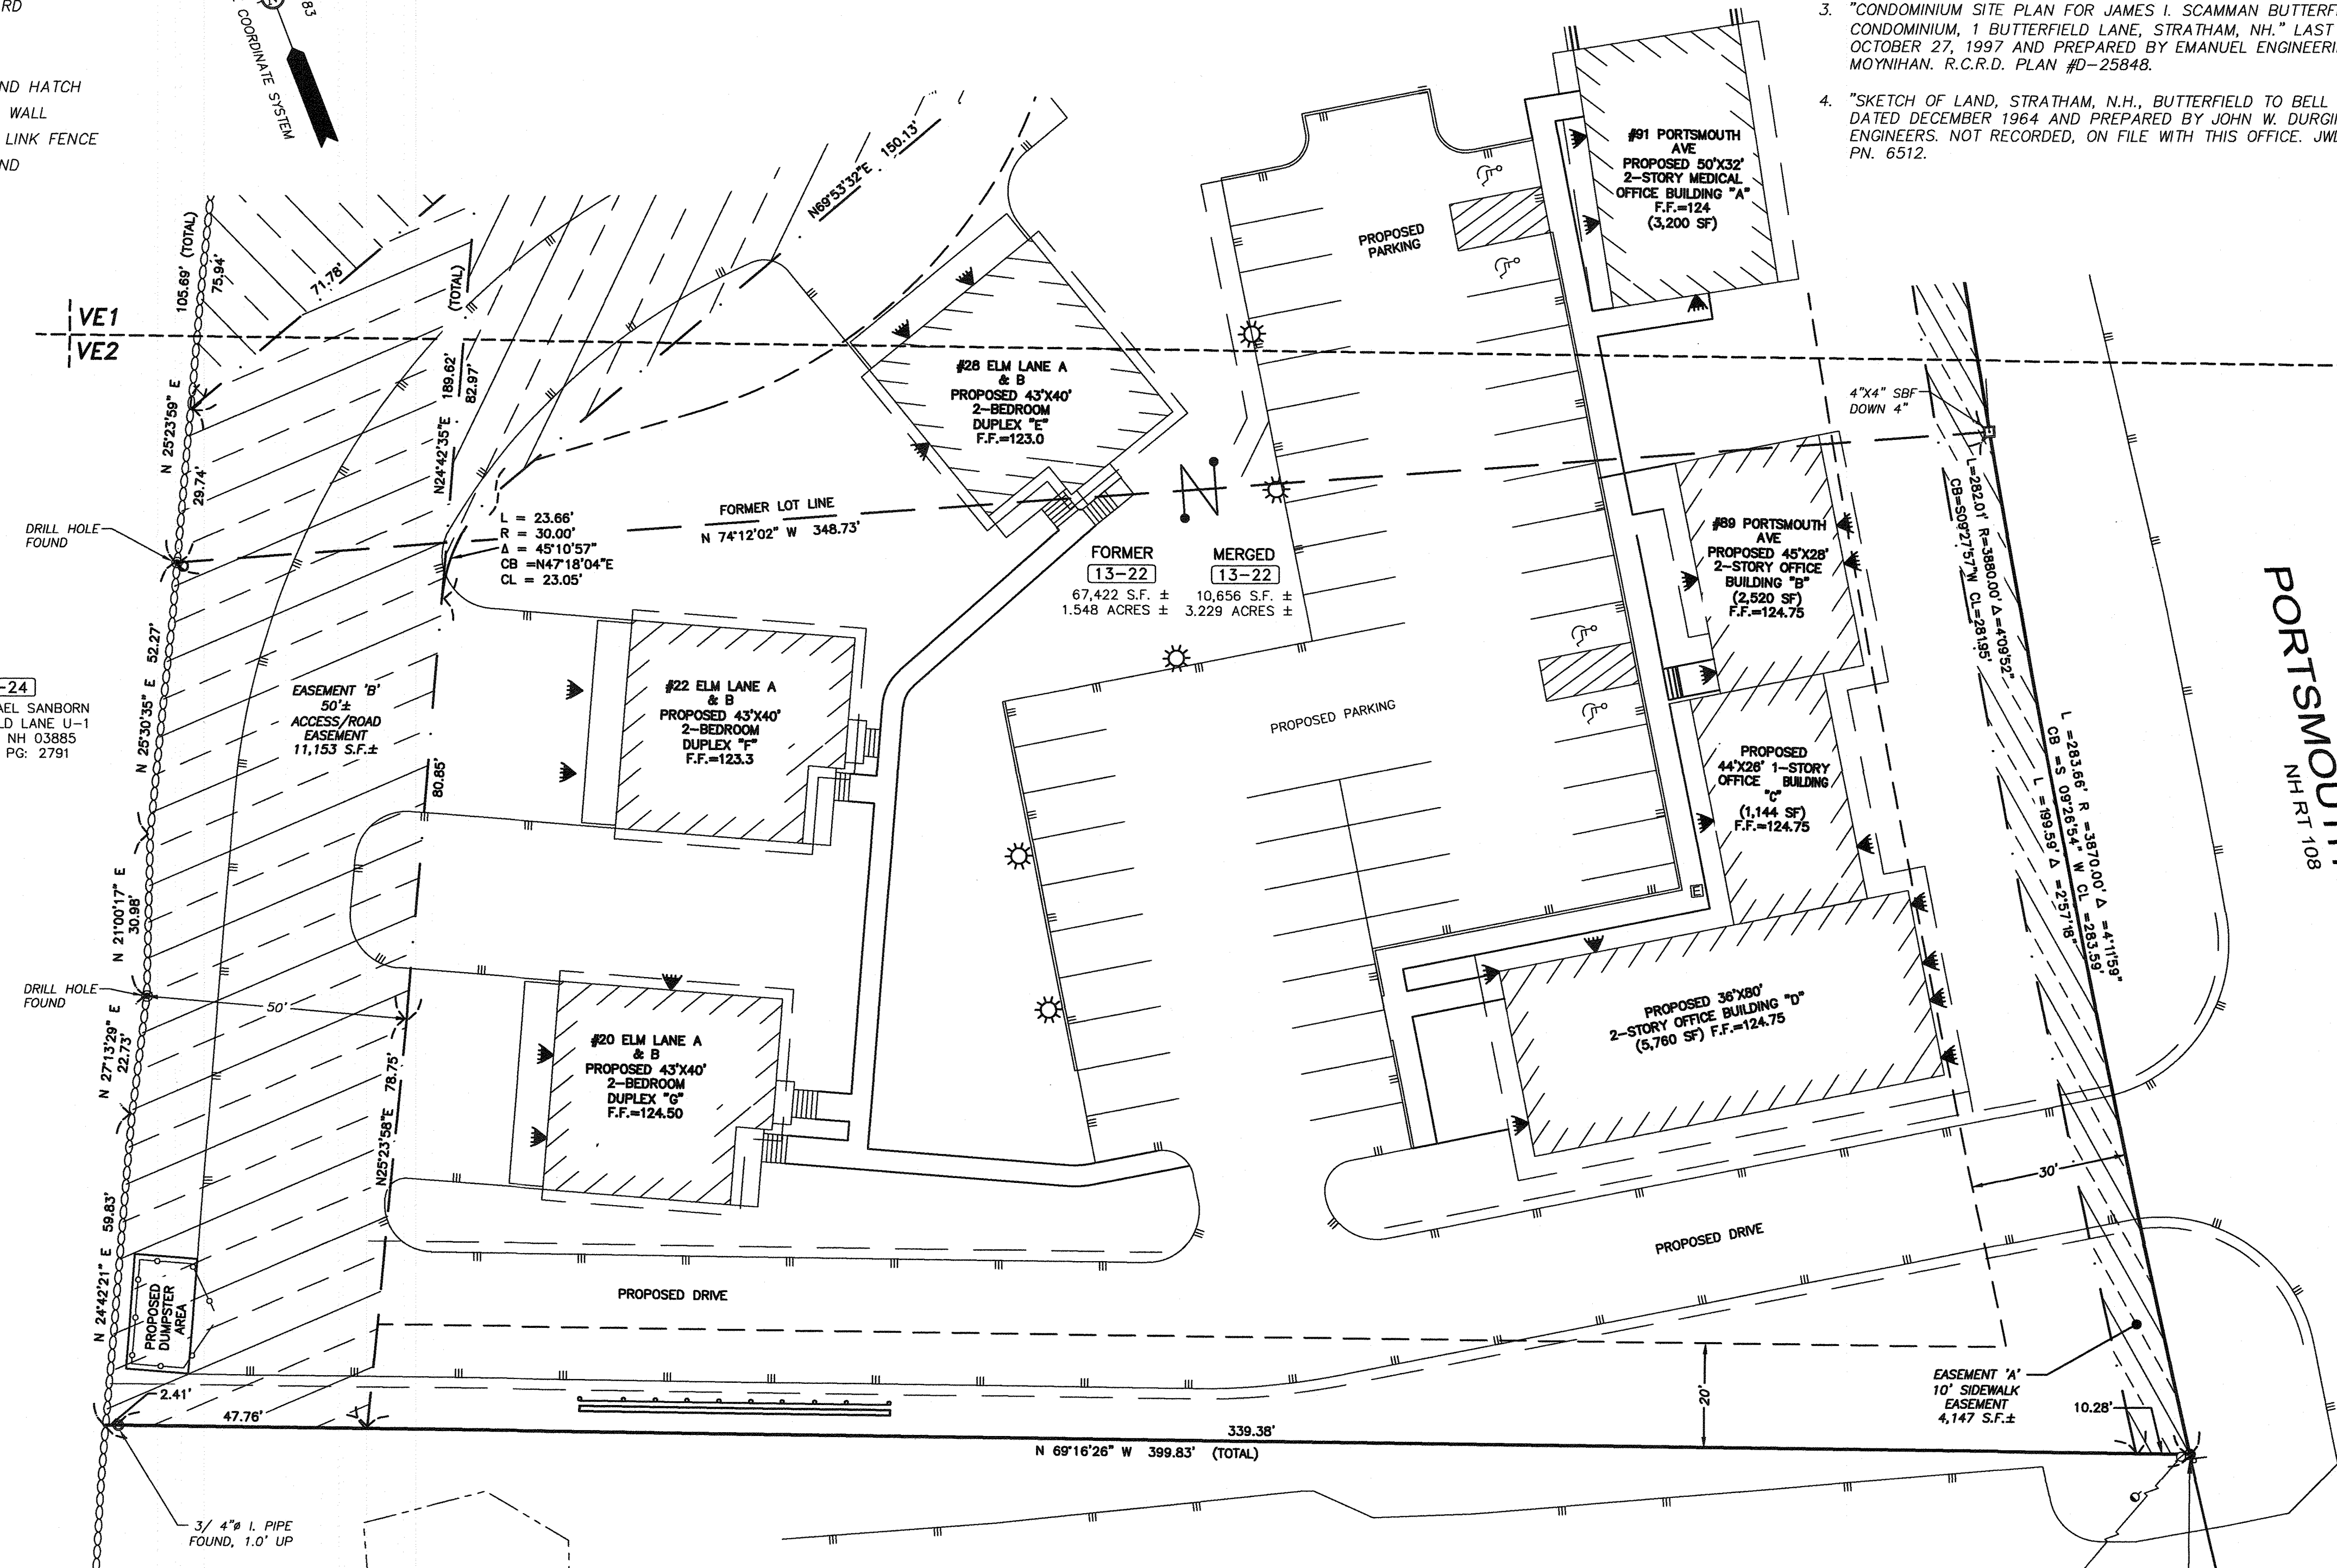 RD
83
COORDINATE SYSTEM
ND HATCH
WALL
LINK FENCE
ND
3. "CONDOMINIUM SITE PLAN FOR JAMES I. SCAMMAN BUTTERF
CONDOMINIUM, 1 BUTTERFIELD LANE, STRATHAM, NH." LAST
OCTOBER 27, 1997 AND PREPARED BY EMANUEL ENGINEERI
MOYNIHAN. R.C.R.D. PLAN #D-25848.
4. "SKETCH OF LAND, STRATHAM, N.H., BUTTERFIELD TO BELL
DATED DECEMBER 1964 AND PREPARED BY JOHN W. DURGI
ENGINEERS. NOT RECORDED, ON FILE WITH THIS OFFICE. JW
PN. 6512.
#91 PORTSMOUTH
AVE
PROPOSED 50'X32'
2-STORY MEDICAL
OFFICE BUILDING "A"
F.F.=124
(3,200 SF)
PROPOSED
PARKING
N69°53'32"E 150.13'
105.69' (TOTAL)
75.94'
71.78'
(TOTAL)
VE1
VE2
189.62'
82.97'
N24°42'35"E
N 25°23'59" E
29.74'
#28 ELM LANE A
& B
PROPOSED 43'X40'
2-BEDROOM
DUPLEX "E"
F.F.=123.0
4"X4" SBF
DOWN 4"
DRILL HOLE
FOUND
L = 23.66'
R = 30.00'
Δ = 45°10'57"
CB =N47°18'04"E
CL = 23.05'
FORMER LOT LINE
N 74°12'02" W 348.73'
FORMER
13-22
67,422 S.F. ±
1.548 ACRES ±
MERGED
13-22
10,656 S.F. ±
3.229 ACRES ±
#89 PORTSMOUTH
AVE
PROPOSED 45'X28'
2-STORY OFFICE
BUILDING "B"
(2,520 SF)
F.F.=124.75
L=282.01' R=3880.00' Δ=4°09'52"
CB=S09°27'57"W CL=281.95'
PORTSMOUTH
NH RT 108
-24
AEL SANBORN
LD LANE U-1
NH 03885
PG: 2791
N 25°30'35" E 52.27'
EASEMENT 'B'
50'±
ACCESS/ROAD
EASEMENT
11,153 S.F.±
80.85'
#22 ELM LANE A
& B
PROPOSED 43'X40'
2-BEDROOM
DUPLEX "F"
F.F.=123.3
PROPOSED PARKING
PROPOSED
44'X26' 1-STORY
OFFICE BUILDING
"C"
(1,144 SF)
F.F.=124.75
E
L =283.66' R =3870.00' Δ =4°11'59"
CB =S 09°26'54" W CL =283.59'
L =199.59' Δ =2°57'18"
N 21°00'17" E
30.98'
DRILL HOLE
FOUND
50'
N 27°13'29" E
22.73'
78.75'
N25°23'58"E
#20 ELM LANE A
& B
PROPOSED 43'X40'
2-BEDROOM
DUPLEX "G"
F.F.=124.50
PROPOSED 36'X80'
2-STORY OFFICE BUILDING "D"
(5,760 SF) F.F.=124.75
30'
N 24°42'21" E 59.83'
PROPOSED
DUMPSTER
AREA
PROPOSED DRIVE
PROPOSED DRIVE
20'
EASEMENT 'A'
10' SIDEWALK
EASEMENT
4,147 S.F.±
10.28'
2.41'
47.76'
339.38'
N 69°16'26" W 399.83' (TOTAL)
3/ 4"ø I. PIPE
FOUND, 1.0' UP